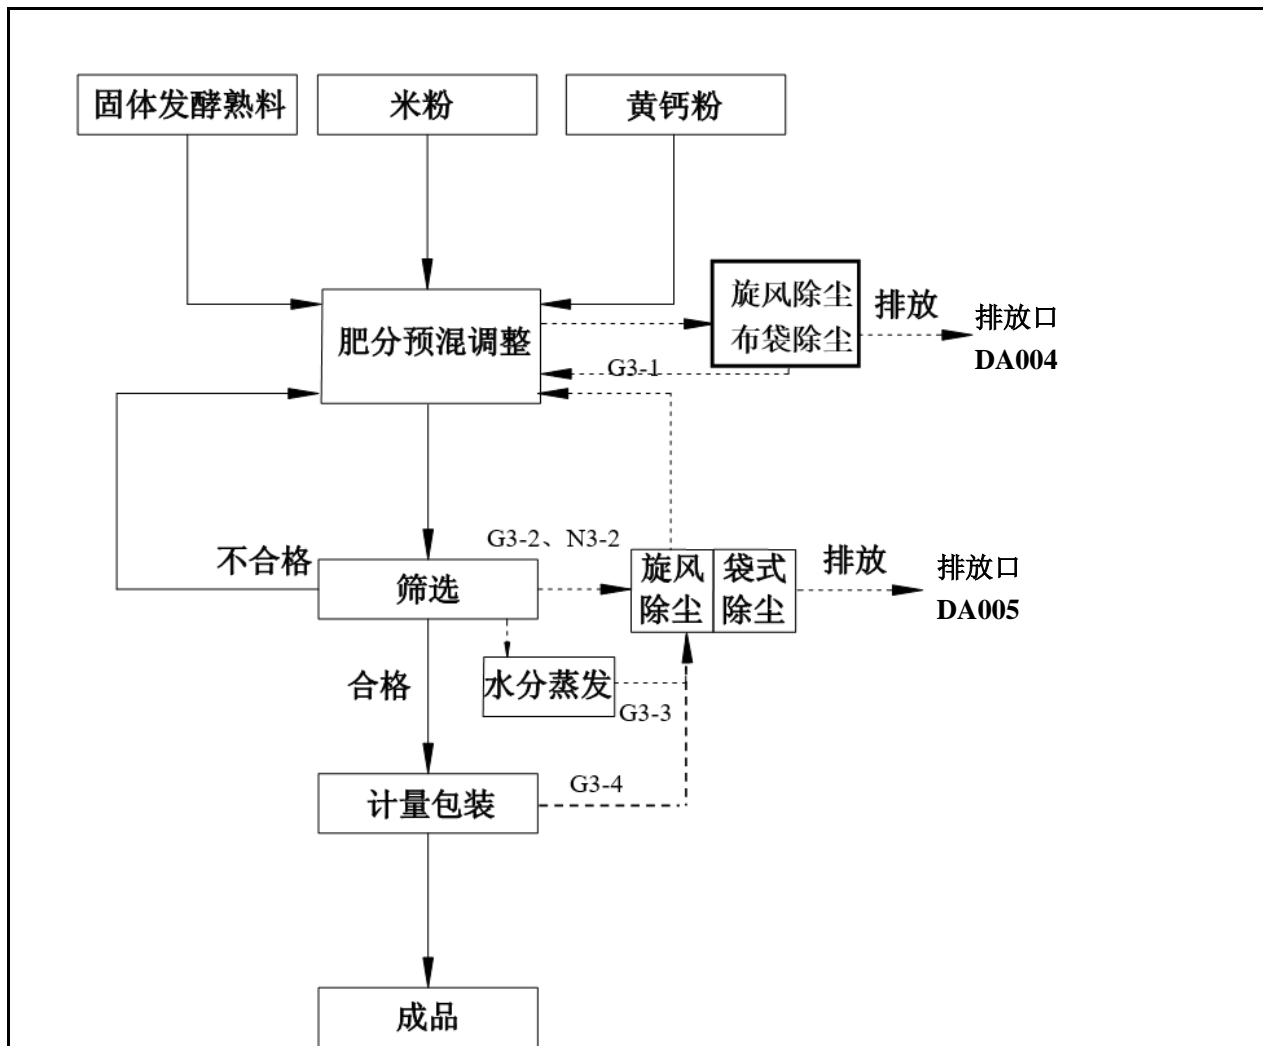 固体发酵熟料
米粉
黄钙粉
旋风除尘
布袋除尘
排放
排放口
DA004
肥分预混调整
G3-1
G3-2、N3-2
不合格
筛选
旋风
除尘
袋式
除尘
排放
排放口
DA005
合格
水分蒸发
G3-3
G3-4
计量包装
成品